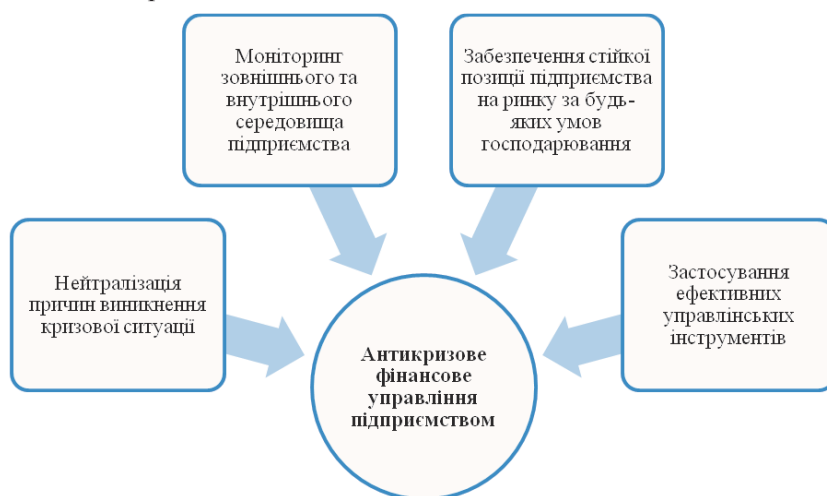 Моніторинг
зовнішнього та
внутрішнього
середовища
підприємства
Забезпечення стійкої
позиції підприємства
на ринку за будь-
яких умов
господарювання
Нейтралізація
причин виникнення
кризової ситуації
Застосування
ефективних
управлінських
інструментів
Антикризове
фінансове
управління
підприємством